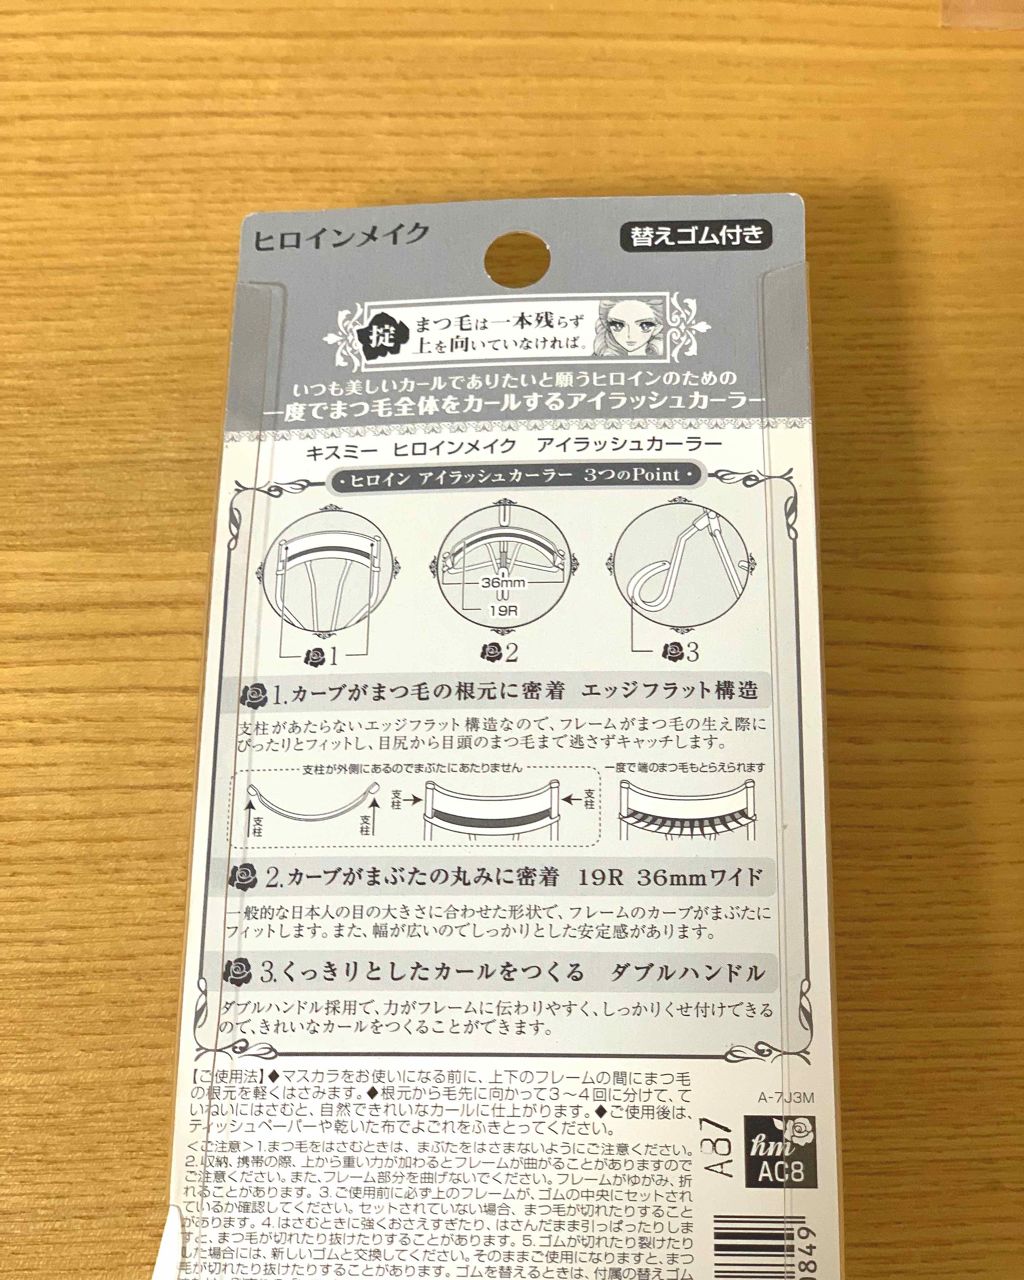 ヒロインメイク
替えゴム付き
掟
まつ毛は一本残らず
上を向いていなければ。
いつも美しいカールでありたいと願うヒロインのための
一度でまつ毛全体をカールするアイラッシュカーラー
キスミー ヒロインメイク アイラッシュカーラー
・ヒロイン アイラッシュカーラー 3つのPoint・
36mm
19R
1
2
3
1.カーブがまつ毛の根元に密着 エッジフラット構造
支柱があたらないエッジフラット構造なので、フレームがまつ毛の生え際に
ぴったりとフィットし、目尻から目頭のまつ毛まで逃さずキャッチします。
支柱が外側にあるのでまぶたにあたりません
一度で端のまつ毛もとらえられます
支柱
支柱
支柱
支柱
2.カーブがまぶたの丸みに密着 19R 36mmワイド
一般的な日本人の目の大きさに合わせた形状で、フレームのカーブがまぶたに
フィットします。また、幅が広いのでしっかりとした安定感があります。
3.くっきりとしたカールをつくる ダブルハンドル
ダブルハンドル採用で、力がフレームに伝わりやすく、しっかりくせ付けできる
ので、きれいなカールをつくることができます。
【ご使用法】◆マスカラをお使いになる前に、上下のフレームの間にまつ毛
の根元を軽くはさみます。◆根元から毛先に向かって3〜4回に分けて、て
いねいにはさむと、自然できれいなカールに仕上がります。◆ご使用後は、
ティッシュペーパーや乾いた布でよごれをふきとってください。
<ご注意>1.まつ毛をはさむときは、まぶたをはさまないようにご注意ください。
2.収納、携帯の際、上から重い力が加わるとフレームが曲がることがありますので
ご注意ください。また、フレーム部分を曲げないでください。フレームがゆがみ、折
れることがあります。3.ご使用前に必ず上のフレームが、ゴムの中央にセットされ
ているか確認してください。セットされていない場合、まつ毛が切れたりすること
があります。4.はさむときに強くおさえすぎたり、はさんだまま引っぱったりしま
すと、まつ毛が切れたり抜けたりすることがあります。5.ゴムが切れたり裂けたり
した場合には、新しいゴムと交換してください。そのままご使用になりますと、まつ
毛が切れたり抜けたりすることがあります。ゴムを替えるときは、付属の替えゴム
A-7J3M
A87
hm
AC8
0849